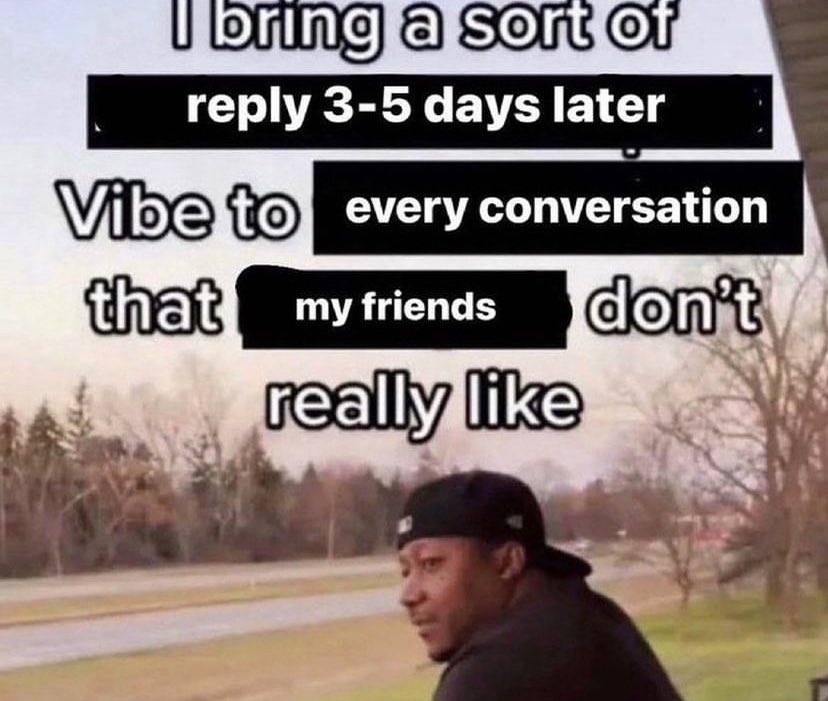 I bring a sort of
reply 3-5 days later
Vibe to every conversation
that my friends don't
really like